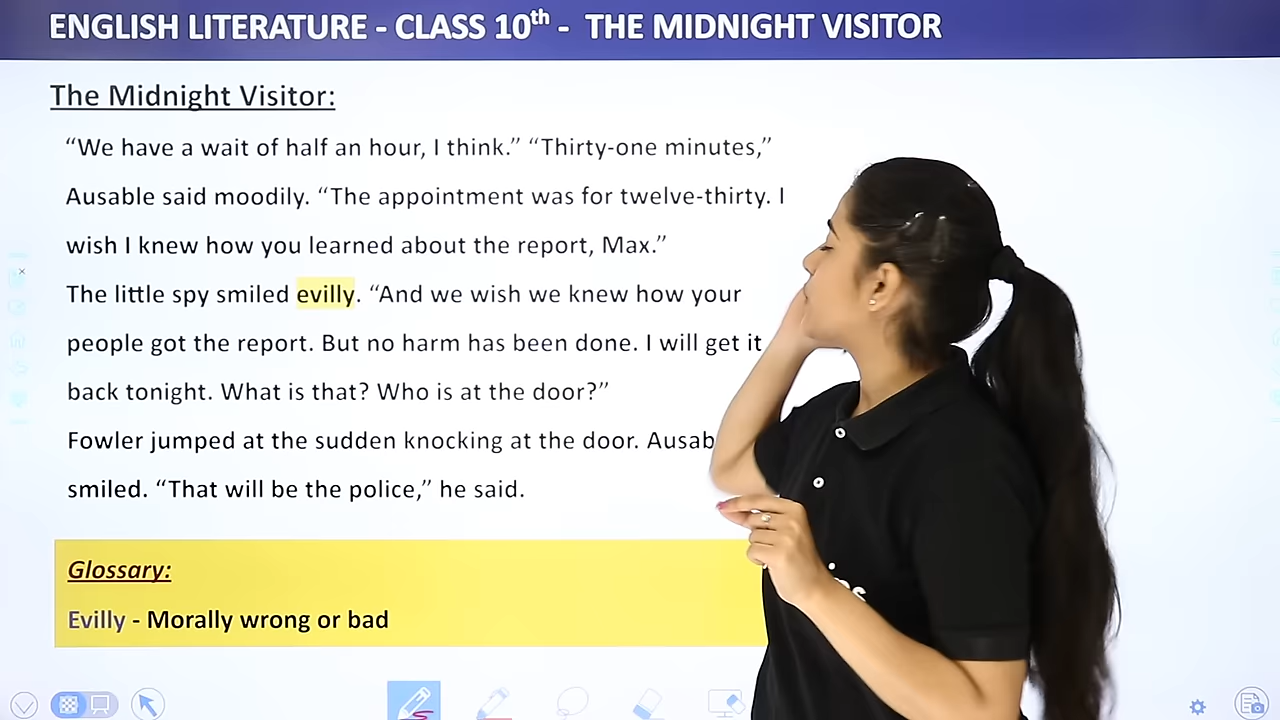 ENGLISH LITERATURE - CLASS 10th - THE MIDNIGHT VISITOR
The Midnight Visitor:
“We have a wait of half an hour, I think.” “Thirty-one minutes,”
Ausable said moodily. “The appointment was for twelve-thirty. I
wish I knew how you learned about the report, Max.”
The little spy smiled evilly. “And we wish we knew how your
people got the report. But no harm has been done. I will get it
back tonight. What is that? Who is at the door?”
Fowler jumped at the sudden knocking at the door. Ausab
smiled. “That will be the police,” he said.
Glossary:
Evilly - Morally wrong or bad